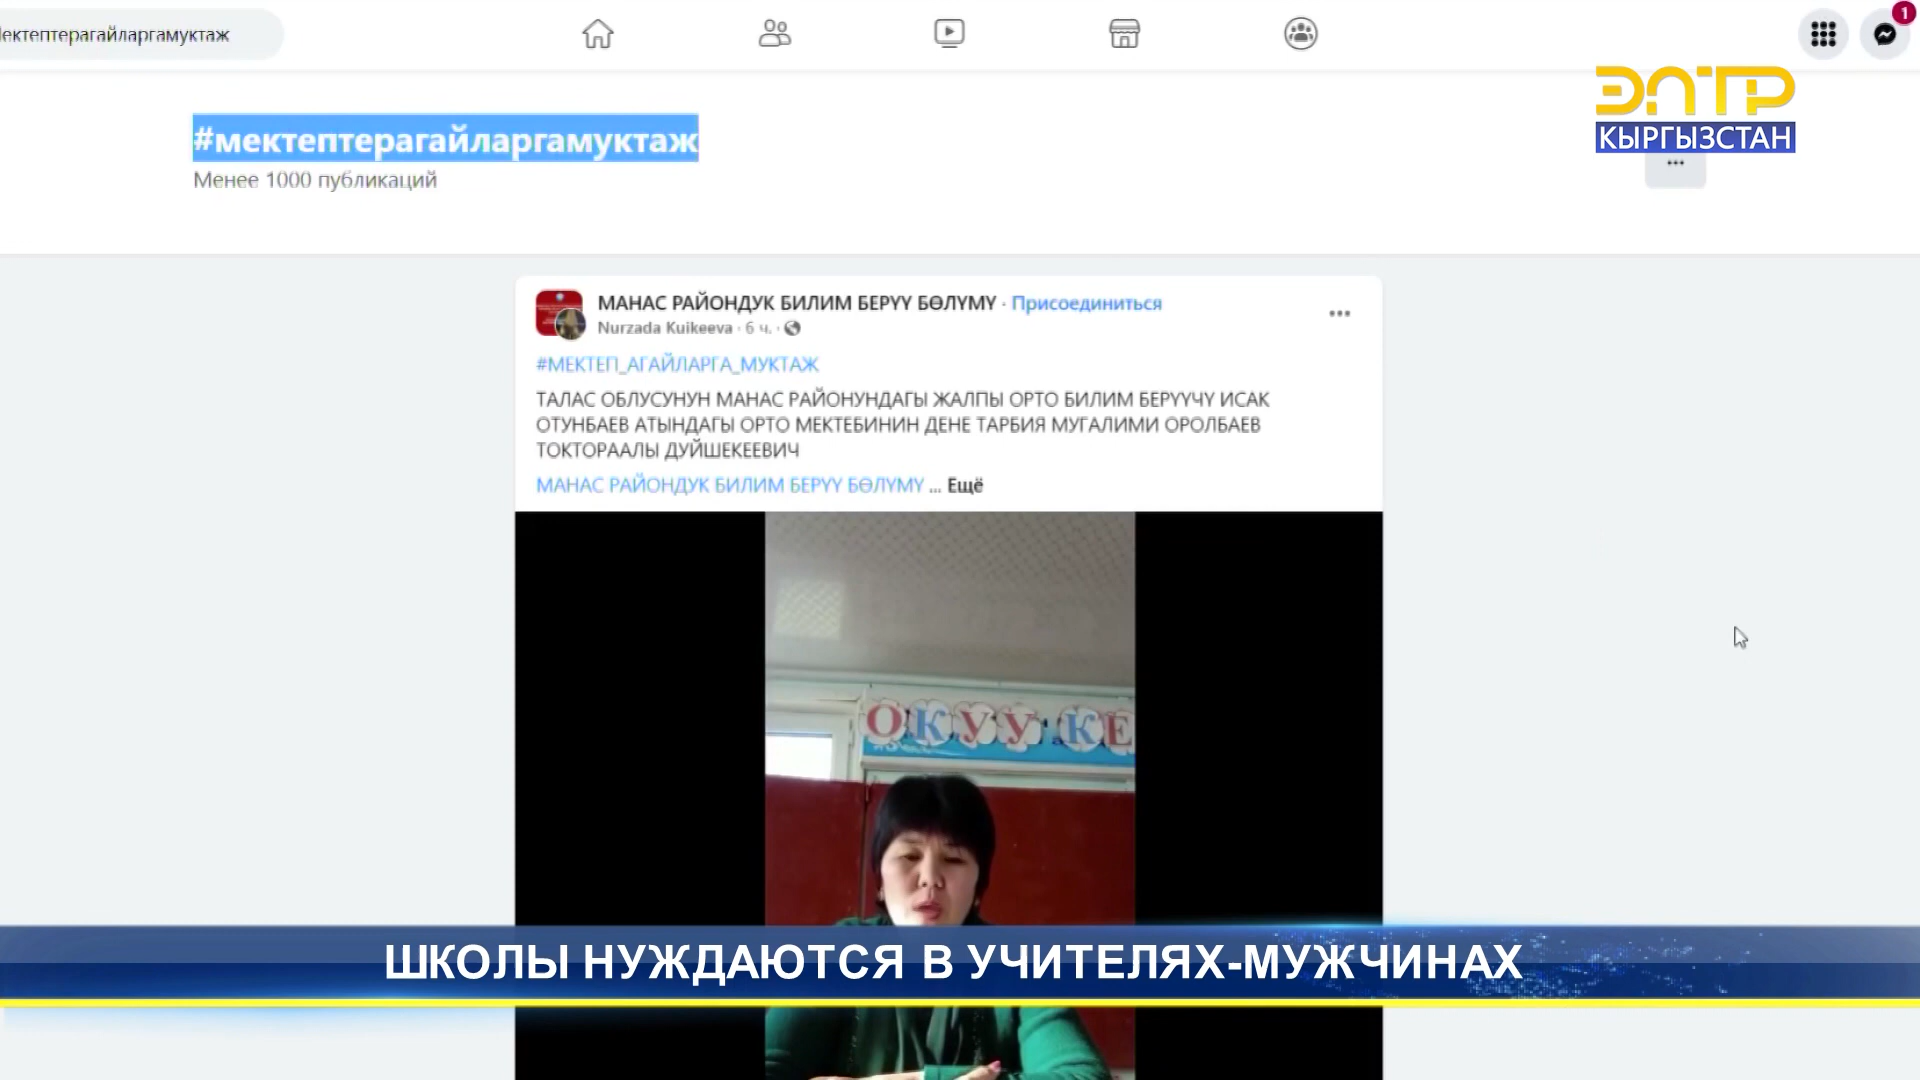 ектептерагайларгамуктаж
1
ЭЛТР
КЫРГЫЗСТАН
#мектептерагайларгамуктаж
Менее 1000 публикаций
МАНАС РАЙОНДУК БИЛИМ БЕРҮҮ БӨЛҮМҮ · Присоединиться
Nurzada Kuikeeva · 6 ч. ·
#МЕКТЕП_АГАЙЛАРГА_МУКТАЖ
ТАЛАС ОБЛУСУНУН МАНАС РАЙОНУНДАГЫ ЖАЛПЫ ОРТО БИЛИМ БЕРҮҮЧҮ ИСАК
ОТУНБАЕВ АТЫНДАГЫ ОРТО МЕКТЕБИНИН ДЕНЕ ТАРБИЯ МУГАЛИМИ ОРОЛБАЕВ
ТОКТОРААЛЫ ДУЙШЕКЕЕВИЧ
МАНАС РАЙОНДУК БИЛИМ БЕРҮҮ БӨЛҮМҮ ... Ещё
ОКУУ КЕ
ШКОЛЫ НУЖДАЮТСЯ В УЧИТЕЛЯХ-МУЖЧИНАХ